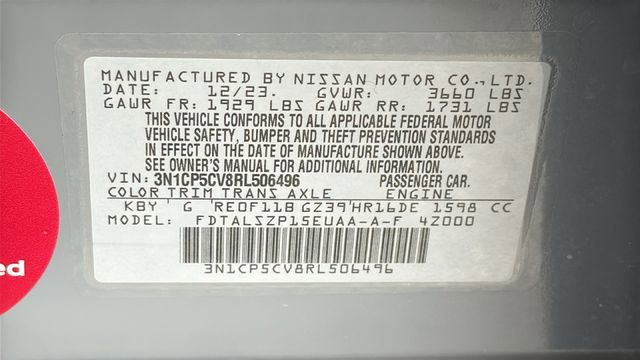 MANUFACTURED BY NISSAN MOTOR CO., LTD.
DATE: 12/23. GVWR: 3660 LBS
GAWR FR: 1929 LBS GAWR RR: 1731 LBS
THIS VEHICLE CONFORMS TO ALL APPLICABLE FEDERAL MOTOR
VEHICLE SAFETY, BUMPER AND THEFT PREVENTION STANDARDS
IN EFFECT ON THE DATE OF MANUFACTURE SHOWN ABOVE.
SEE OWNER'S MANUAL FOR ADDITIONAL INFORMATION.
VIN: 3N1CP5CV8RL506496 PASSENGER CAR.
COLOR TRIM TRANS AXLE ENGINE
KBY G RE0F11B GZ39 HR16DE 1598 CC
MODEL: FDTALSZP15EUAA-A-F 4Z000
3N1CP5CV8RL506496
ed